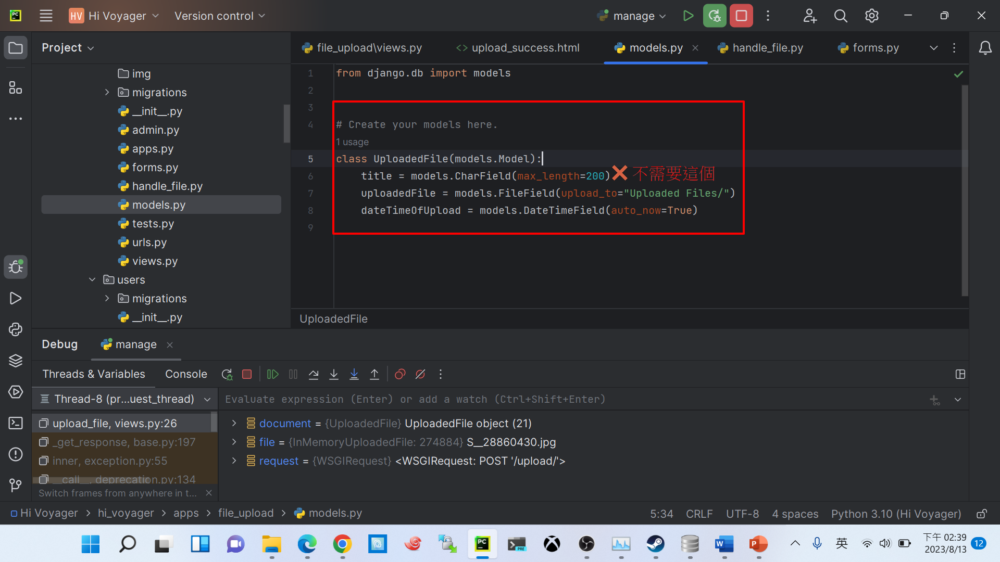 PC
HV Hi Voyager
Version control
manage
Project
file_upload\views.py
upload_success.html
models.py
handle_file.py
forms.py
img
migrations
__init__.py
admin.py
apps.py
forms.py
handle_file.py
models.py
tests.py
urls.py
views.py
users
migrations
__init__.py
1 from django.db import models
2
3
4 # Create your models here.
1 usage
5 class UploadedFile(models.Model):
6 title = models.CharField(max_length=200)❌ 不需要這個
7 uploadedFile = models.FileField(upload_to="Uploaded Files/")
8 dateTimeOfUpload = models.DateTimeField(auto_now=True)
9
UploadedFile
Debug
manage
Threads & Variables
Console
Thread-8 (pr...uest_thread)
Evaluate expression (Enter) or add a watch (Ctrl+Shift+Enter)
upload_file, views.py:26
_get_response, base.py:197
inner, exception.py:55
__call__, deprecation.py:134
Switch frames from anywhere in t...
document = {UploadedFile} UploadedFile object (21)
file = {InMemoryUploadedFile: 274884} S__28860430.jpg
request = {WSGIRequest} <WSGIRequest: POST '/upload/'>
Hi Voyager > hi_voyager > apps > file_upload > models.py
5:34 CRLF UTF-8 4 spaces Python 3.10 (Hi Voyager)
PC
PRE
W
P
英
下午 02:39
2023/8/13
12